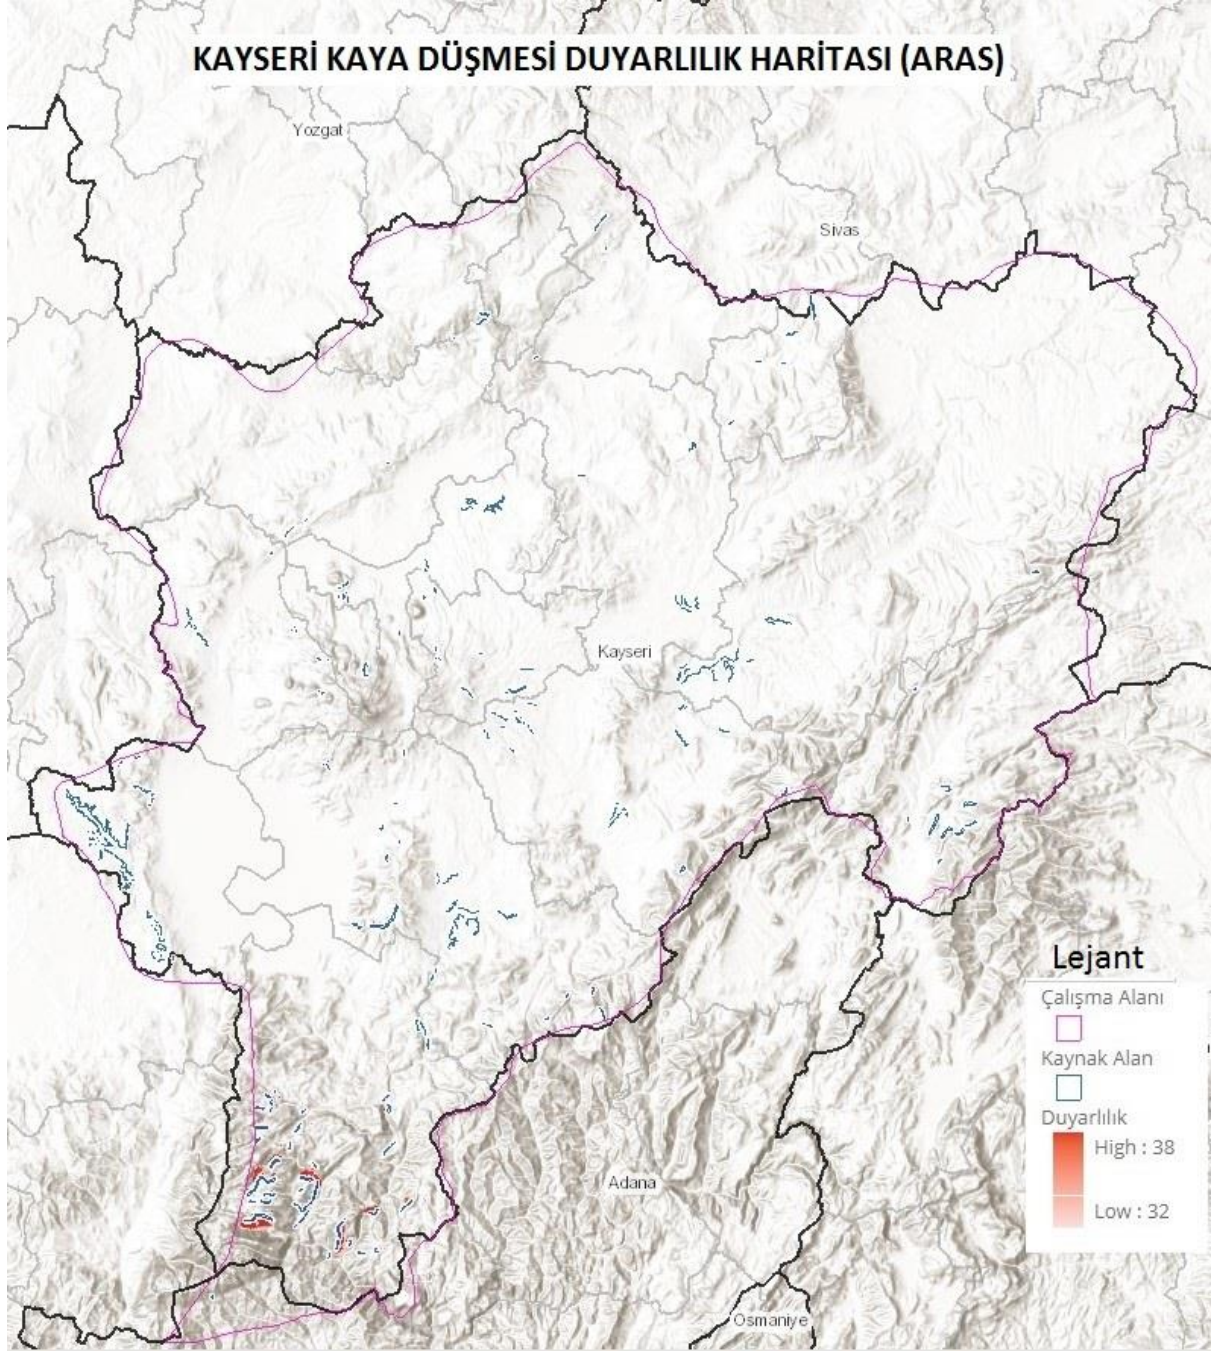 KAYSERİ KAYA DÜŞMESİ DUYARLILIK HARİTASI (ARAS)
Yozgat
Sivas
Kayseri
Lejant
Çalışma Alanı
Kaynak Alan
Duyarlılık
High : 38
Low : 32
Adana
Osmaniye